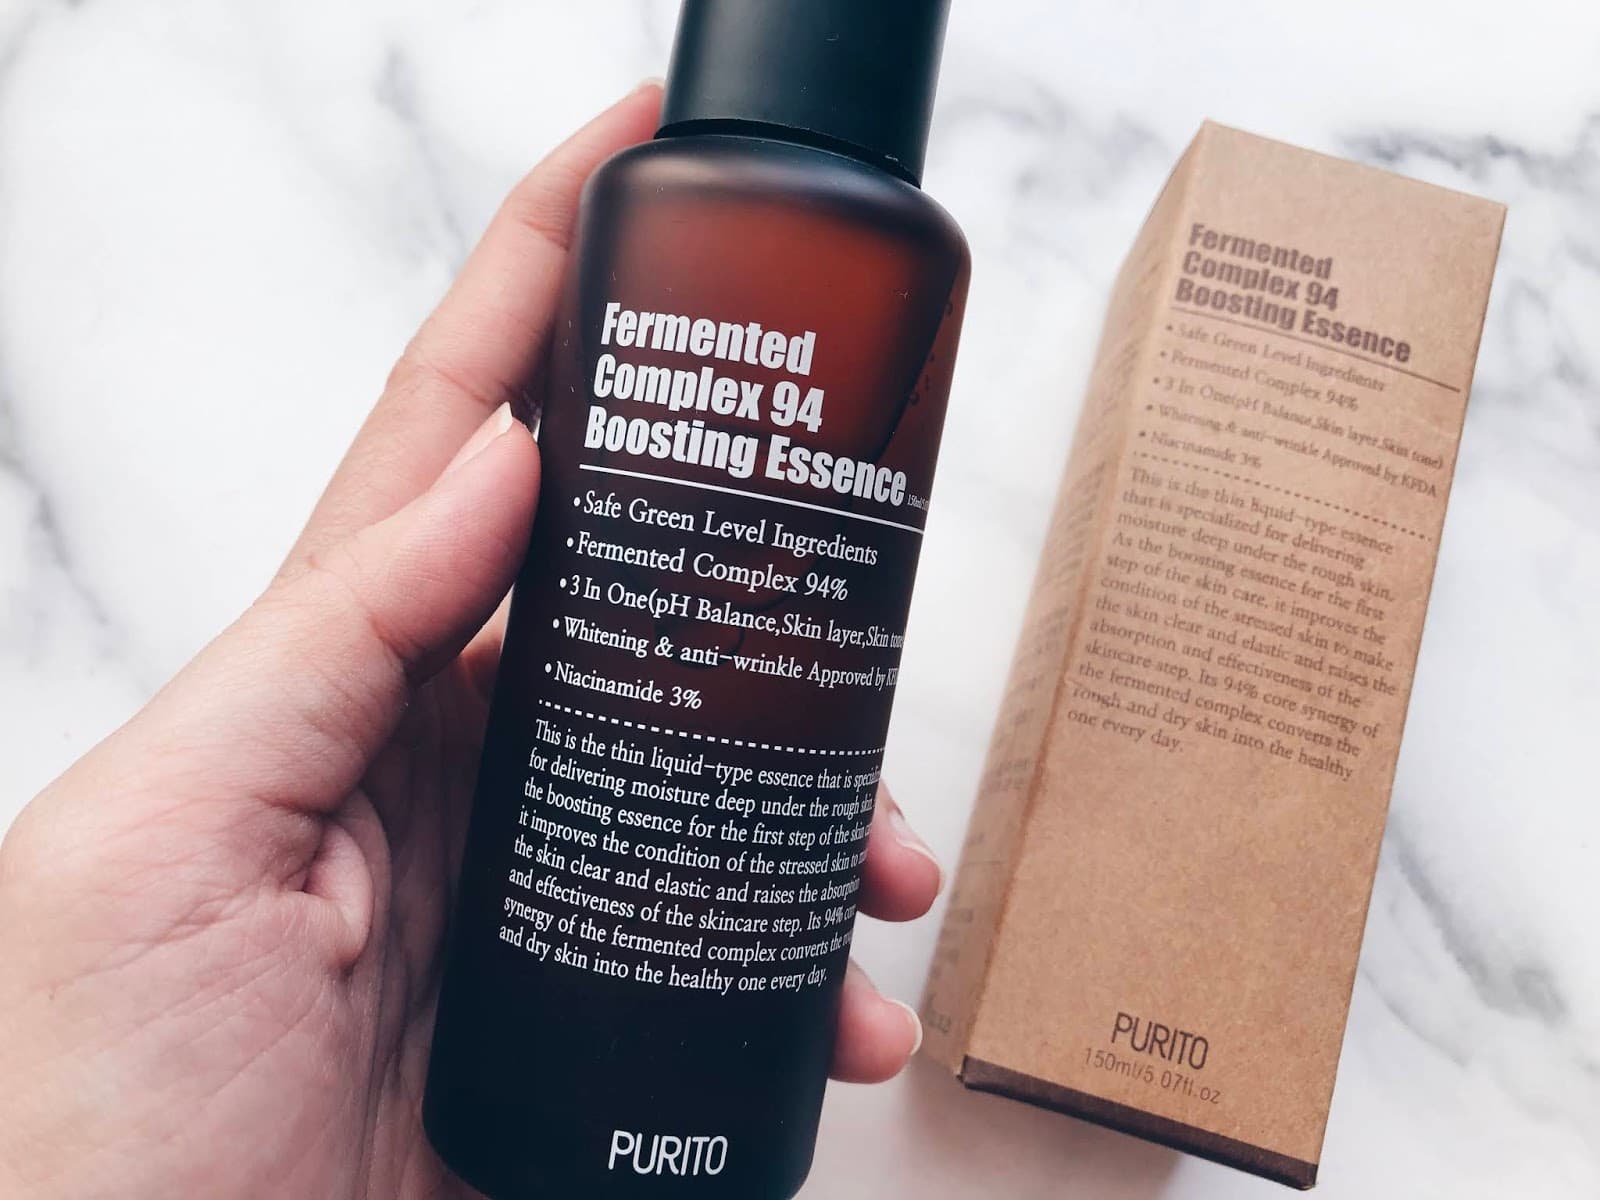 Fermented
Complex 94
Boosting Essence
• Safe Green Level Ingredients
• Fermented Complex 94%
• 3 In One(pH Balance,Skin layer,Skin
• Whitening & anti-wrinkle Approved by
• Niacinamide 3%
This is the thin liquid-type essence that is
for delivering moisture deep under the rough skin.
the boosting essence for the first step of the skin
it improves the condition of the stressed skin to
the skin clear and elastic and raises the absorption
and effectiveness of the skincare step. Its 94%
synergy of the fermented complex converts the
and dry skin into the healthy one every day.
PURITO
Fermented
Complex 94
Boosting Essence
• Safe Green Level Ingredients
• Fermented Complex 94%
• 3 In One(pH Balance,Skin layer,Skin tone)
• Whitening & anti-wrinkle Approved by KFDA
• Niacinamide 3%
This is the thin liquid-type essence
that is specialized for delivering
moisture deep under the rough skin.
As the boosting essence for the first
step of the skin care, it improves the
condition of the stressed skin to make
the skin clear and elastic and raises the
absorption and effectiveness of the
skincare step. Its 94% core synergy of
the fermented complex converts the
rough and dry skin into the healthy
one every day.
PURITO
150ml/5.07fl.oz